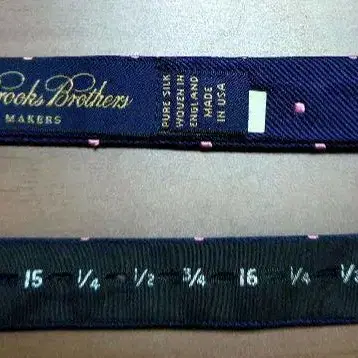 Brooks Brothers
MAKERS
PURE SILK
WOVEN IN
ENGLAND
MADE
IN USA
15 1/4 1/2 3/4 16 1/4